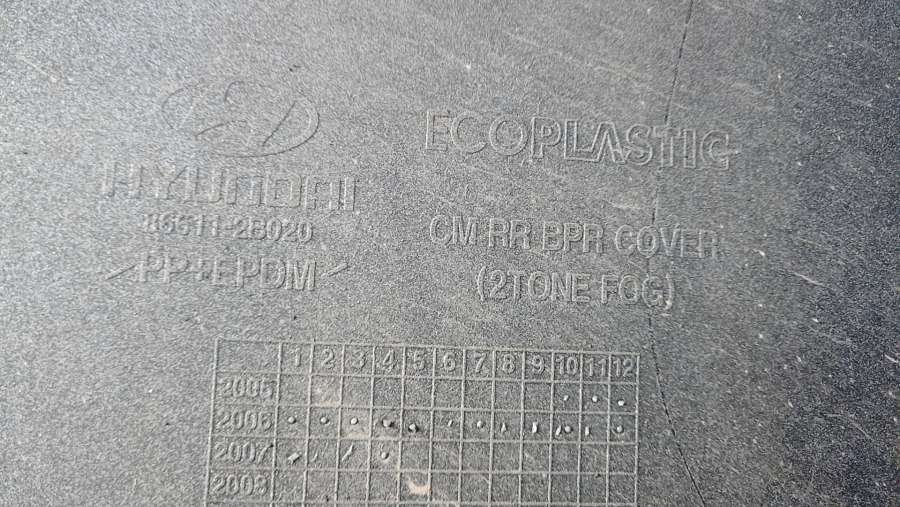 HYUNDAI
86611-2B020
>PP+EPDM<
ECOPLASTIC
CM RR BPR COVER
(2TONE FOG)
1 2 3 4 5 6 7 8 9 10 11 12
2005
2006
2007
2008